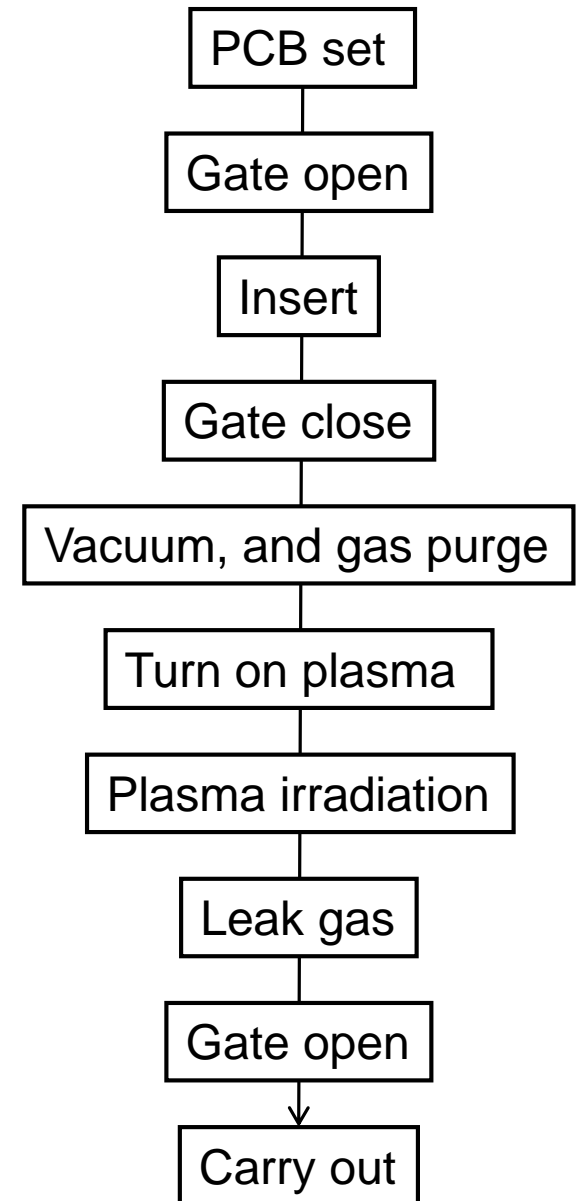 PCB set
Gate open
Insert
Gate close
Vacuum, and gas purge
Turn on plasma
Plasma irradiation
Leak gas
Gate open
Carry out